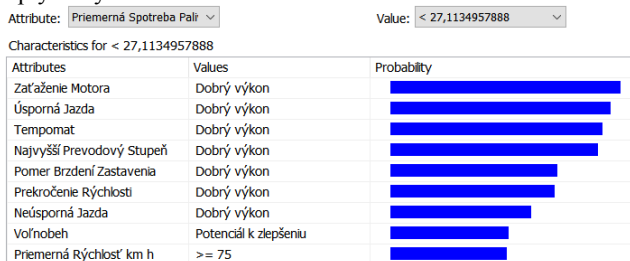 Attribute: Priemerná Spotreba Paliv Value: < 27,1134957888
Characteristics for < 27,1134957888
Attributes Values Probability
Zaťaženie Motora Dobrý výkon
Úsporná Jazda Dobrý výkon
Tempomat Dobrý výkon
Najvyšší Prevodový Stupeň Dobrý výkon
Pomer Brzdení Zastavenia Dobrý výkon
Prekročenie Rýchlosti Dobrý výkon
Neúsporná Jazda Dobrý výkon
Voľnobeh Potenciál k zlepšeniu
Priemerná Rýchlosť km h >= 75